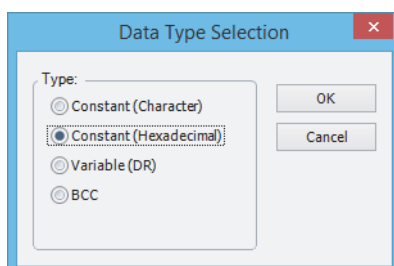 Data Type Selection
Type:
Constant (Character)
Constant (Hexadecimal)
Variable (DR)
BCC
OK
Cancel